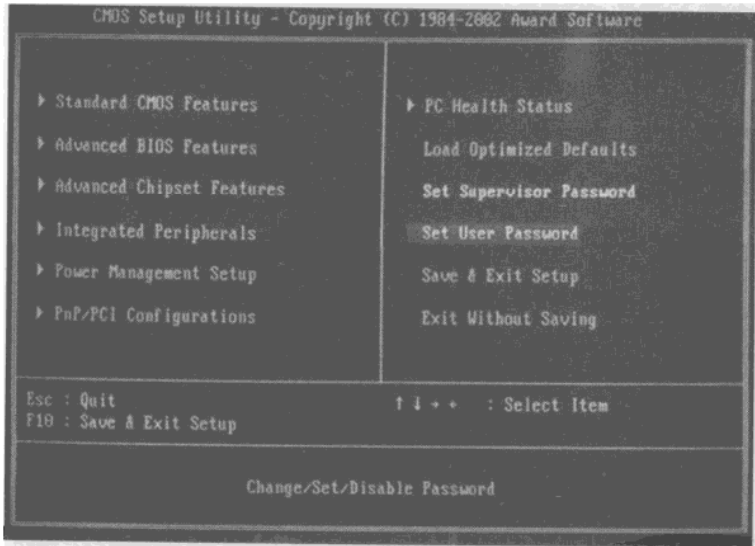 CMOS Setup Utility - Copyright (C) 1984-2002 Award Software
Standard CMOS Features
Advanced BIOS Features
Advanced Chipset Features
Integrated Peripherals
Power Management Setup
PnP/PCI Configurations
PC Health Status
Load Optimized Defaults
Set Supervisor Password
Set User Password
Save & Exit Setup
Exit Without Saving
Esc : Quit
F10 : Save & Exit Setup
↑ ↓ → ← : Select Item
Change/Set/Disable Password